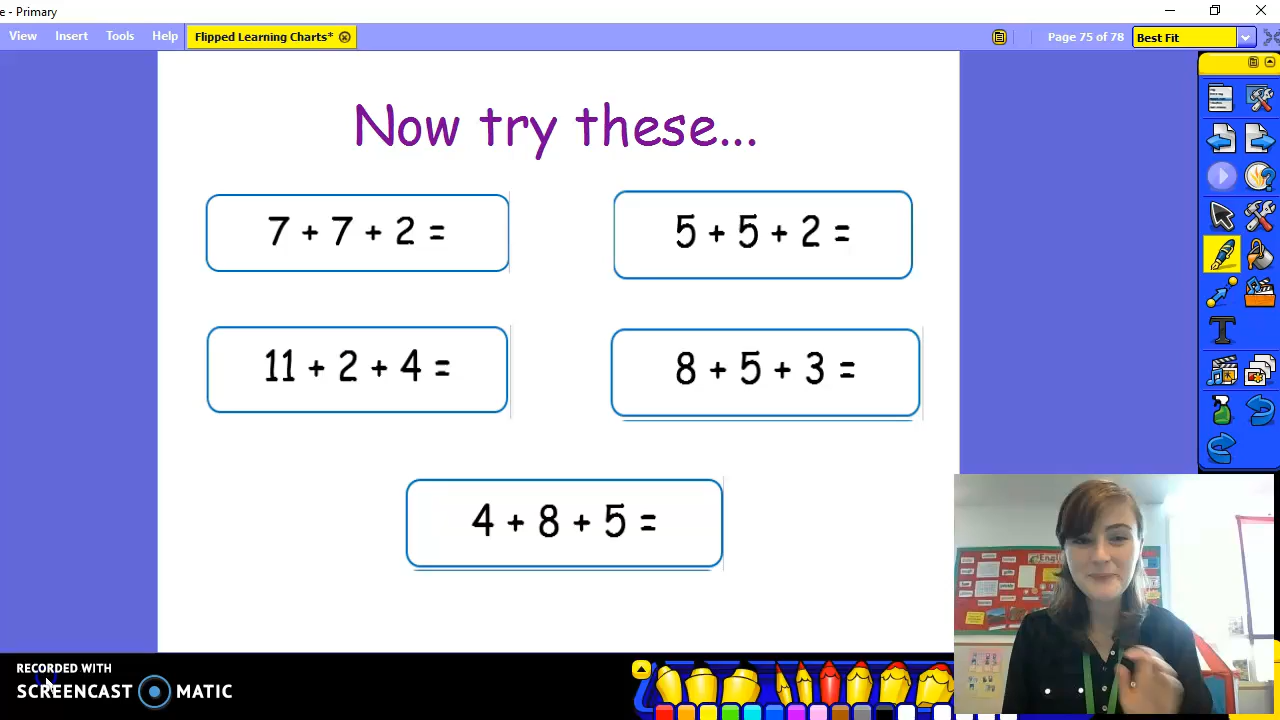 e - Primary
View Insert Tools Help Flipped Learning Charts* Page 75 of 78 Best Fit
Now try these...
7 + 7 + 2 =
5 + 5 + 2 =
11 + 2 + 4 =
8 + 5 + 3 =
4 + 8 + 5 =
RECORDED WITH
SCREENCAST MATIC